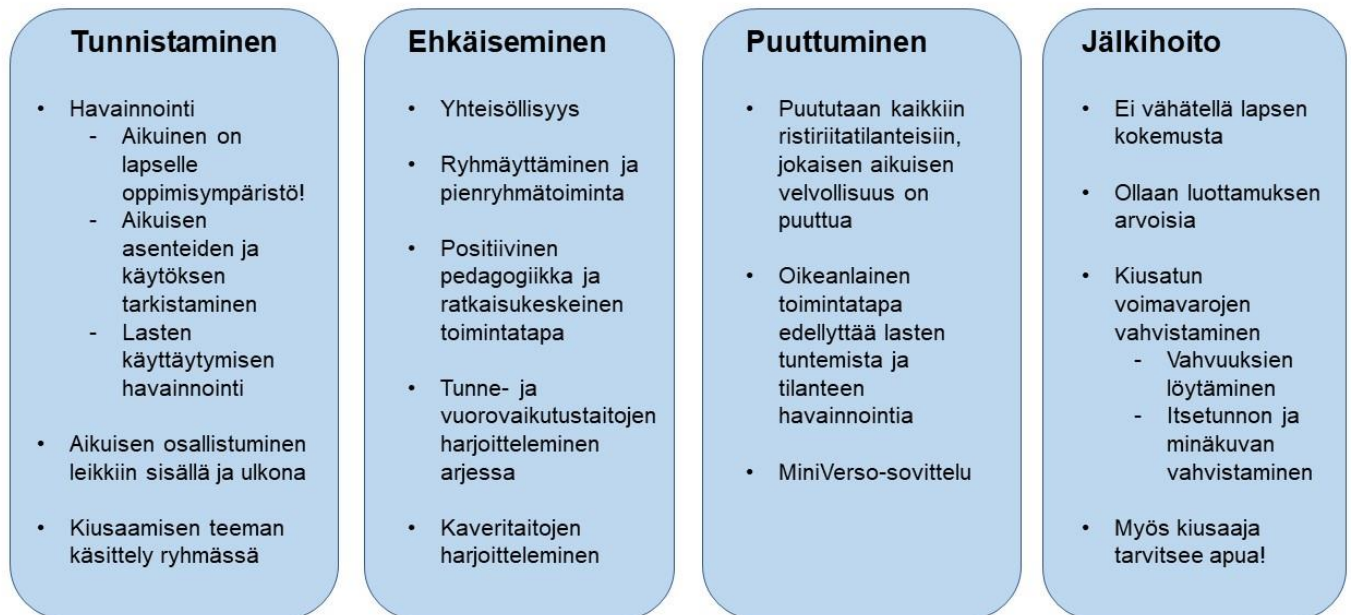 Tunnistaminen
• Havainnointi
- Aikuinen on
lapselle
oppimisympäristö!
- Aikuisen
asenteiden ja
käytöksen
tarkistaminen
- Lasten
käyttäytymisen
havainnointi
• Aikuisen osallistuminen
leikkiin sisällä ja ulkona
• Kiusaamisen teeman
käsittely ryhmässä
Ehkäiseminen
• Yhteisöllisyys
• Ryhmäyttäminen ja
pienryhmätoiminta
• Positiivinen
pedagogiikka ja
ratkaisukeskeinen
toimintatapa
• Tunne- ja
vuorovaikutustaitojen
harjoitteleminen
arjessa
• Kaveritaitojen
harjoitteleminen
Puuttuminen
• Puututaan kaikkiin
ristiriitatilanteisiin,
jokaisen aikuisen
velvollisuus on
puuttua
• Oikeanlainen
toimintatapa
edellyttää lasten
tuntemista ja
tilanteen
havainnointia
• MiniVerso-sovittelu
Jälkihoito
• Ei vähätellä lapsen
kokemusta
• Ollaan luottamuksen
arvoisia
• Kiusatun
voimavarojen
vahvistaminen
- Vahvuuksien
löytäminen
- Itsetunnon ja
minäkuvan
vahvistaminen
• Myös kiusaaja
tarvitsee apua!